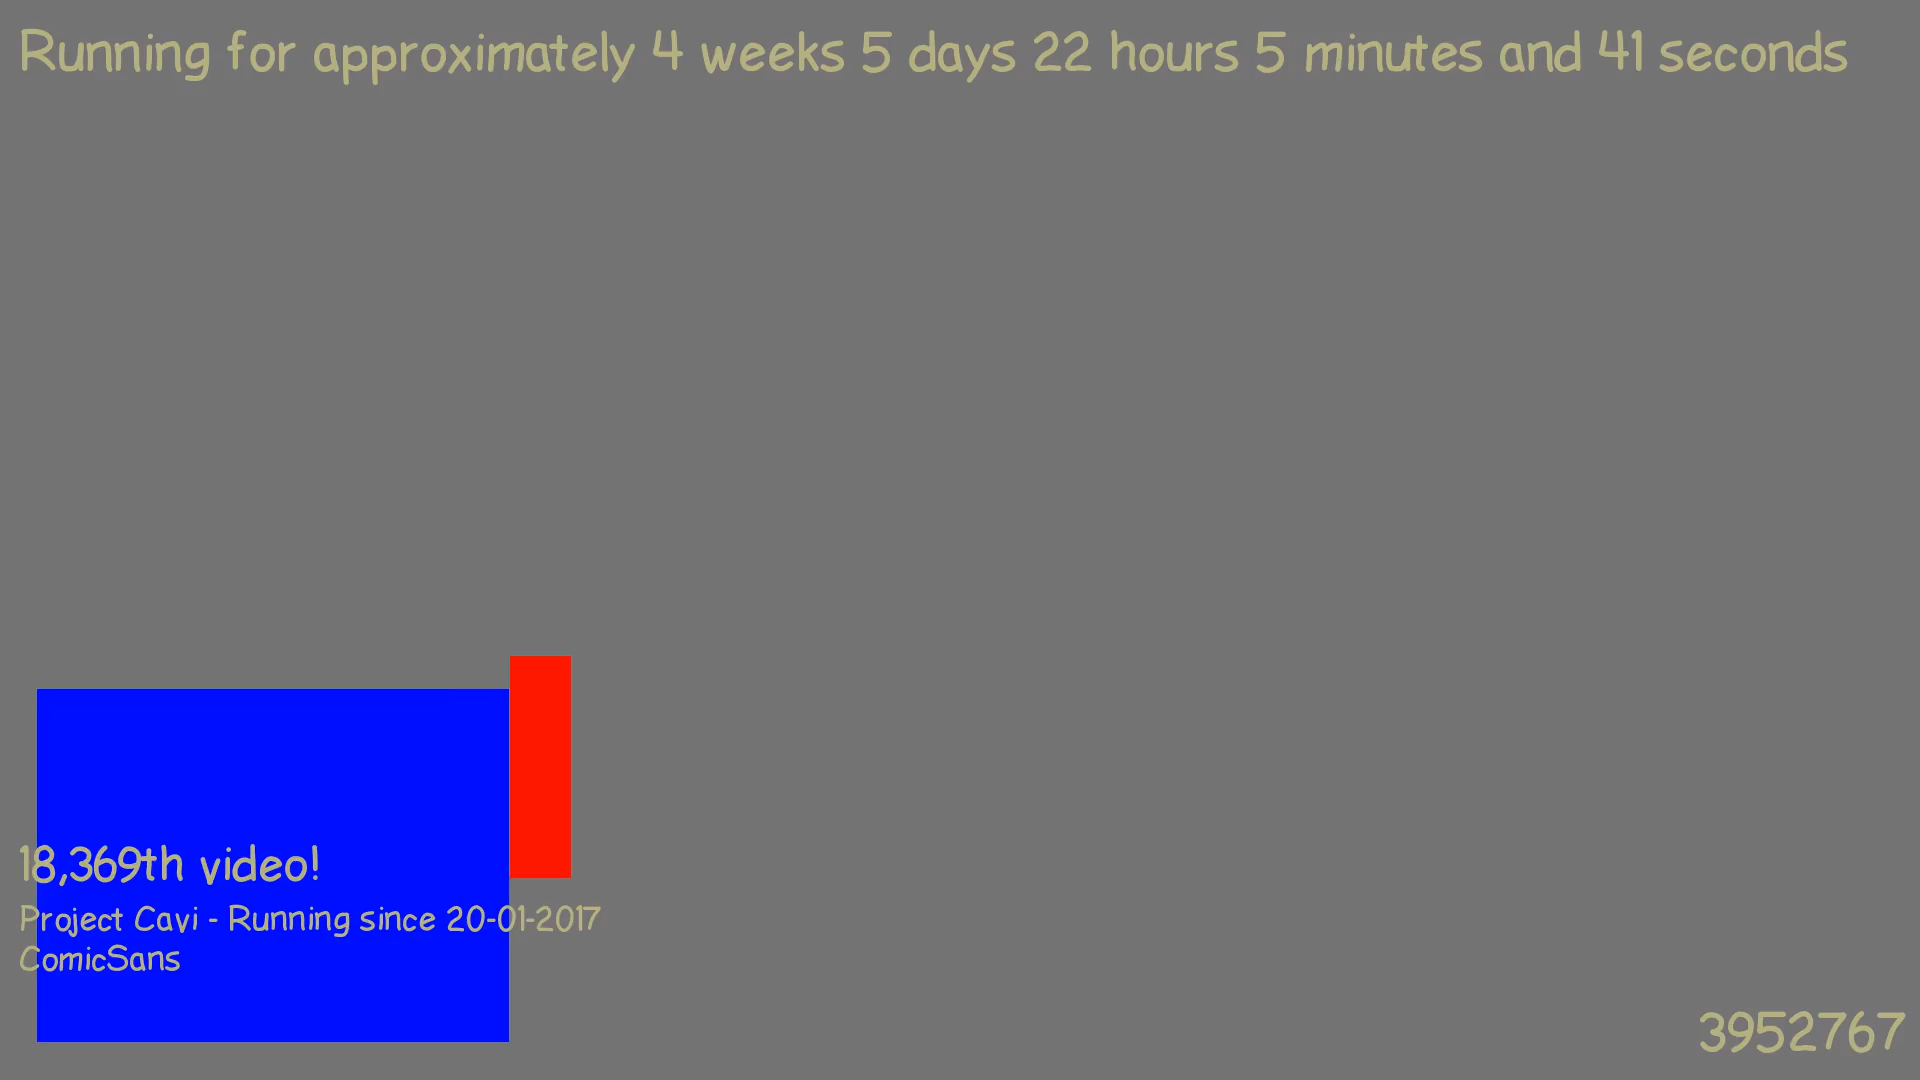 Running for approximately 4 weeks 5 days 22 hours 5 minutes and 41 seconds
18,369th video!
Project Cavi - Running since 20-01-2017
ComicSans
3952767